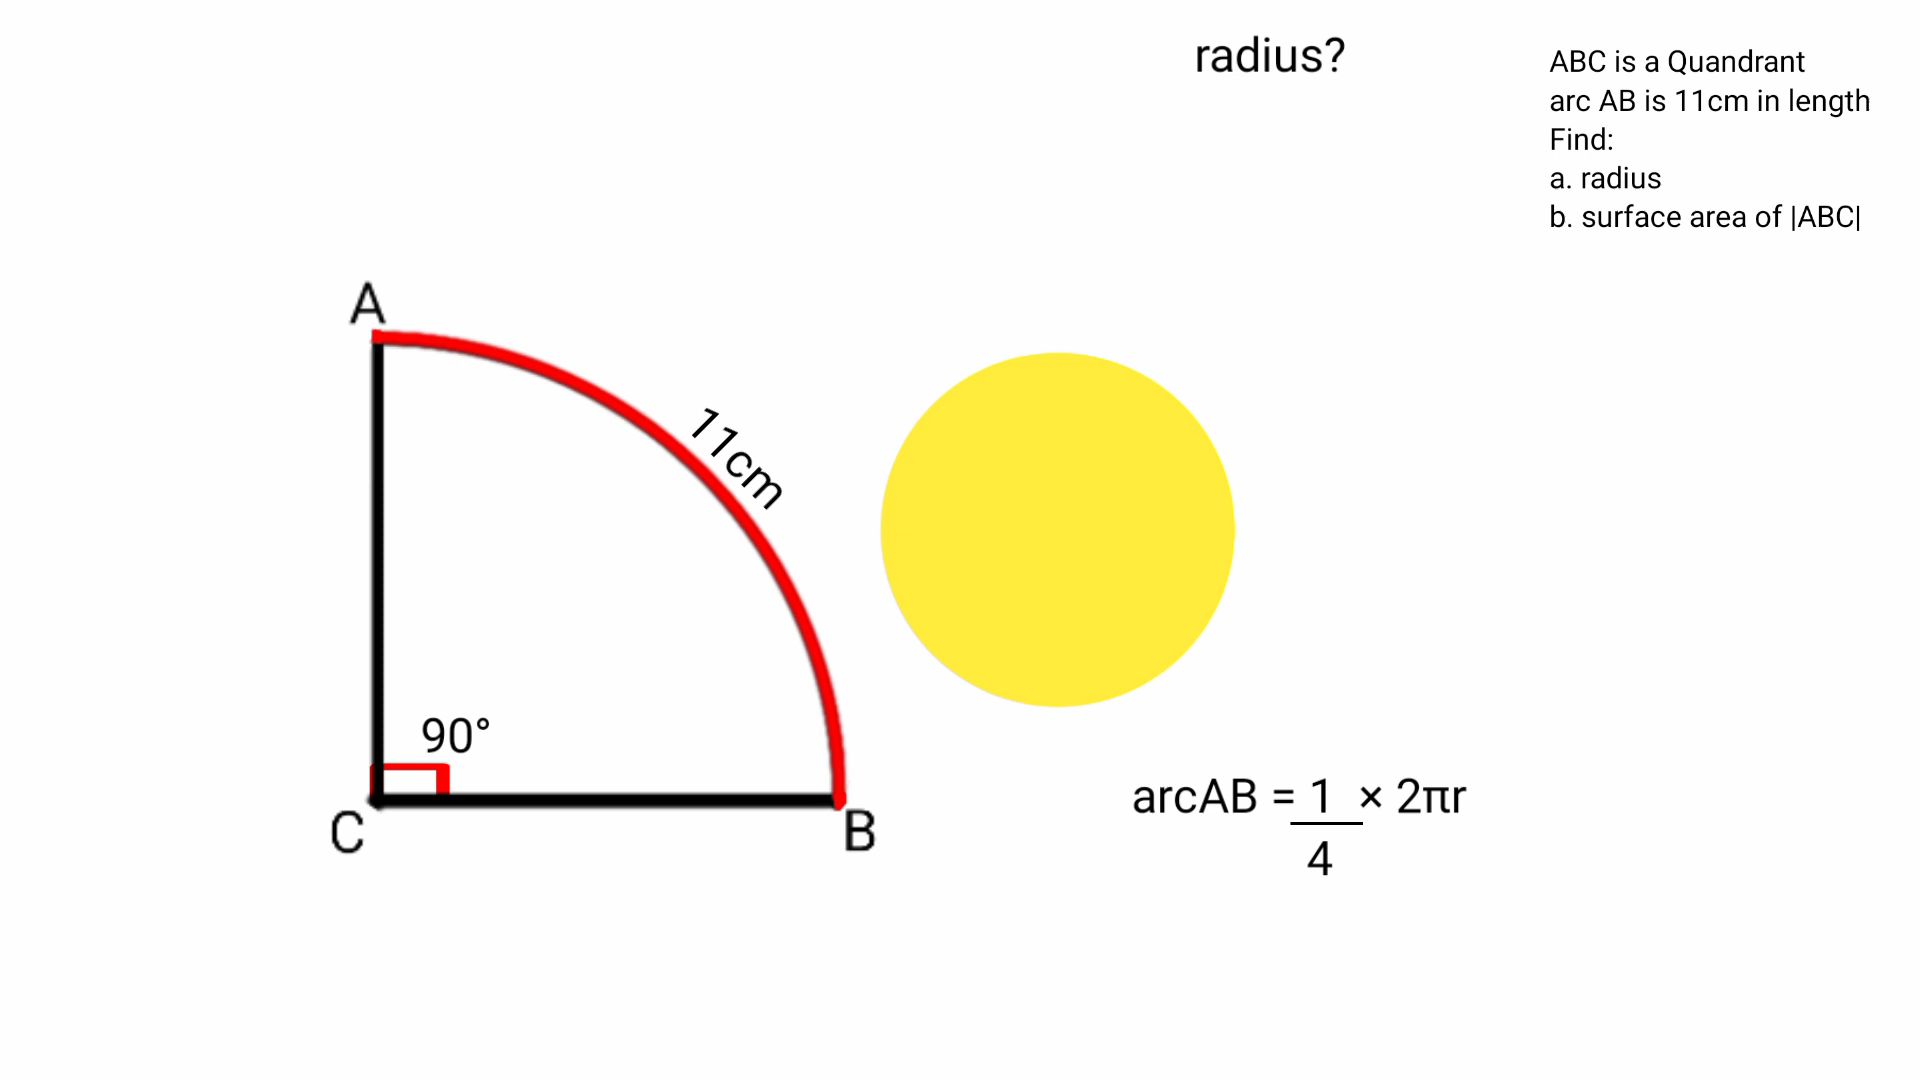 radius?
ABC is a Quandrant
arc AB is 11cm in length
Find:
a. radius
b. surface area of |ABC|
A
11cm
90°
C
B
arcAB = 1 × 2πr
4